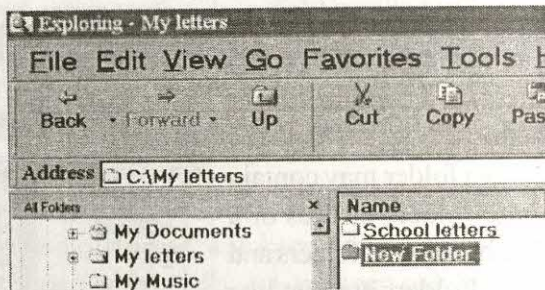 Exploring - My letters
File Edit View Go Favorites Tools H
Back Forward Up Cut Copy Pas
Address C:\My letters
All Folders × Name
My Documents School letters
My letters New Folder
My Music